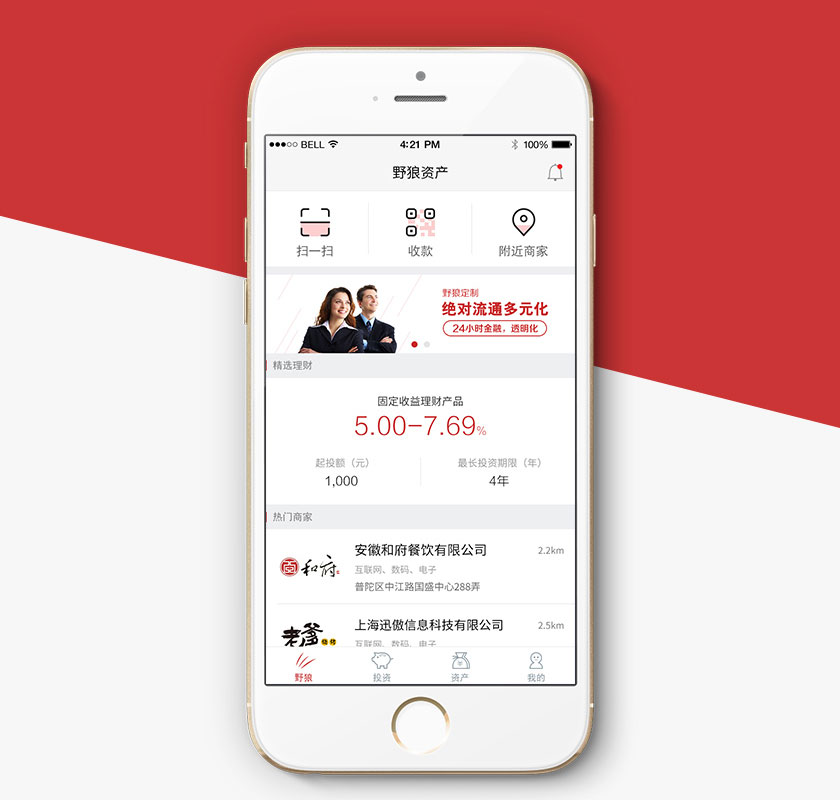 BELL
4:21 PM
100%
野狼资产
扫一扫
收款
附近商家
野狼定制
绝对流通多元化
24小时金融，透明化
精选理财
固定收益理财产品
5.00-7.69%
起投额（元）
最长投资期限（年）
1,000
4年
热门商家
和府
安徽和府餐饮有限公司
2.2km
互联网、数码、电子
普陀区中江路国盛中心288弄
老爹
烧烤
上海迅傲信息科技有限公司
2.5km
互联网、数码、电子
野狼
投资
资产
我的